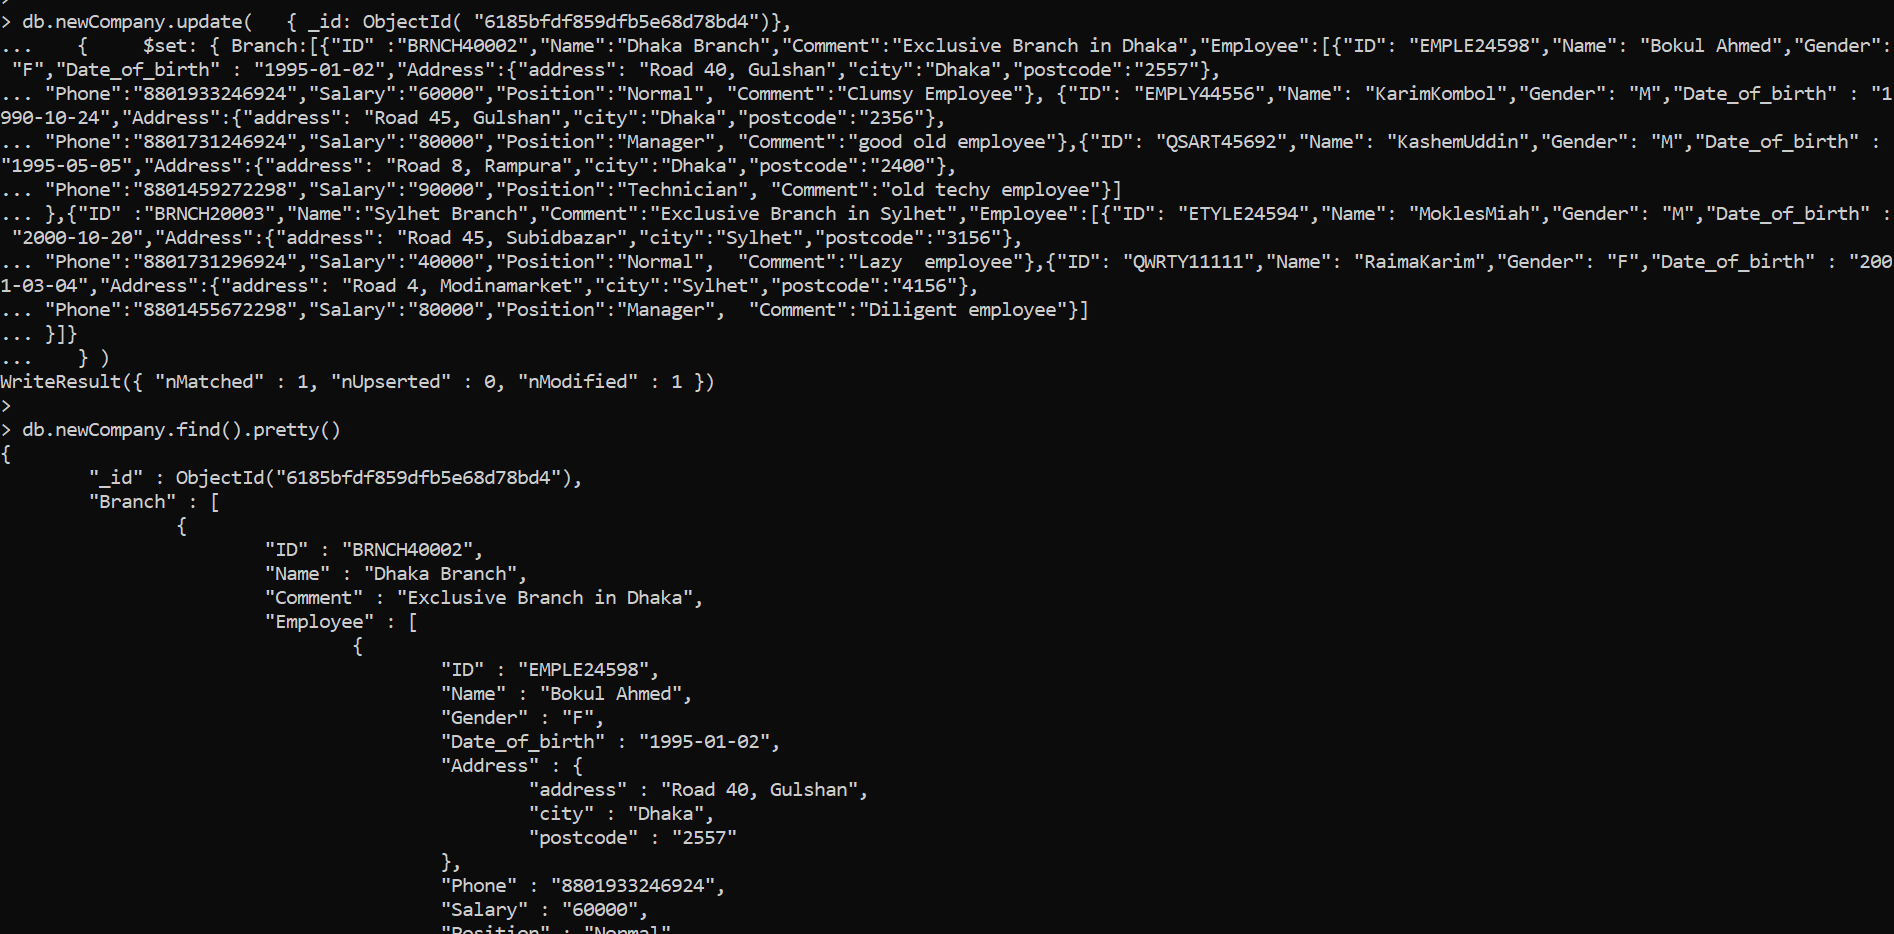 > db.newCompany.update(   { _id: ObjectId( "6185bfdf859dfb5e68d78bd4")},
...    {     $set: { Branch:[{"ID" :"BRNCH40002","Name":"Dhaka Branch","Comment":"Exclusive Branch in Dhaka","Employee":[{"ID": "EMPLE24598","Name": "Bokul Ahmed","Gender":
"F","Date_of_birth" : "1995-01-02","Address":{"address": "Road 40, Gulshan","city":"Dhaka","postcode":"2557"},
... "Phone":"8801933246924","Salary":"60000","Position":"Normal", "Comment":"Clumsy Employee"}, {"ID": "EMPLY44556","Name": "KarimKombol","Gender": "M","Date_of_birth" : "1
990-10-24","Address":{"address": "Road 45, Gulshan","city":"Dhaka","postcode":"2356"},
... "Phone":"8801731246924","Salary":"80000","Position":"Manager", "Comment":"good old employee"},{"ID": "QSART45692","Name": "KashemUddin","Gender": "M","Date_of_birth" :
"1995-05-05","Address":{"address": "Road 8, Rampura","city":"Dhaka","postcode":"2400"},
... "Phone":"8801459272298","Salary":"90000","Position":"Technician", "Comment":"old techy employee"}]
... },{"ID" :"BRNCH20003","Name":"Sylhet Branch","Comment":"Exclusive Branch in Sylhet","Employee":[{"ID": "ETYLE24594","Name": "MoklesMiah","Gender": "M","Date_of_birth" :
"2000-10-20","Address":{"address": "Road 45, Subidbazar","city":"Sylhet","postcode":"3156"},
... "Phone":"8801731296924","Salary":"40000","Position":"Normal",  "Comment":"Lazy  employee"},{"ID": "QWRTY11111","Name": "RaimaKarim","Gender": "F","Date_of_birth" : "200
1-03-04","Address":{"address": "Road 4, Modinamarket","city":"Sylhet","postcode":"4156"},
... "Phone":"8801455672298","Salary":"80000","Position":"Manager",  "Comment":"Diligent employee"}]
... }]}
...    } )
WriteResult({ "nMatched" : 1, "nUpserted" : 0, "nModified" : 1 })
>
> db.newCompany.find().pretty()
{
"_id" : ObjectId("6185bfdf859dfb5e68d78bd4"),
"Branch" : [
{
"ID" : "BRNCH40002",
"Name" : "Dhaka Branch",
"Comment" : "Exclusive Branch in Dhaka",
"Employee" : [
{
"ID" : "EMPLE24598",
"Name" : "Bokul Ahmed",
"Gender" : "F",
"Date_of_birth" : "1995-01-02",
"Address" : {
"address" : "Road 40, Gulshan",
"city" : "Dhaka",
"postcode" : "2557"
},
"Phone" : "8801933246924",
"Salary" : "60000",
"Position" : "Normal"